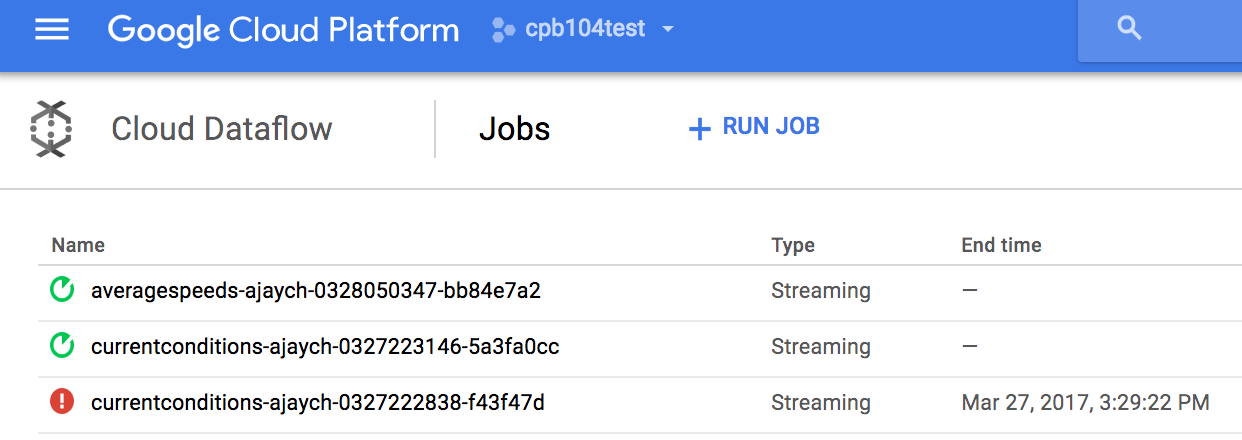 Google Cloud Platform cpb104test
Cloud Dataflow Jobs + RUN JOB
Name Type End time
averagespeeds-ajaych-0328050347-bb84e7a2 Streaming —
currentconditions-ajaych-0327223146-5a3fa0cc Streaming —
currentconditions-ajaych-0327222838-f43f47d Streaming Mar 27, 2017, 3:29:22 PM